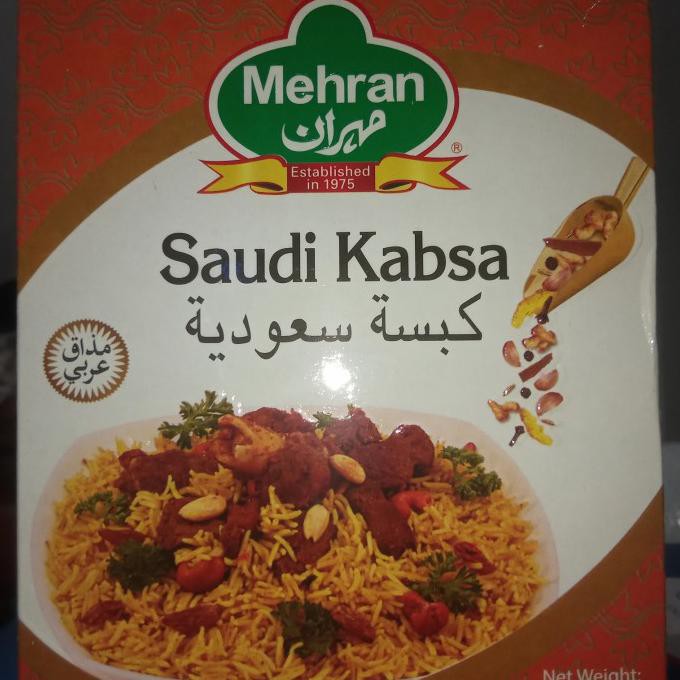 Mehran
مهران
®
Established
in 1975
Saudi Kabsa
كبسة سعودية
مذاق
عربي
Net Weight: